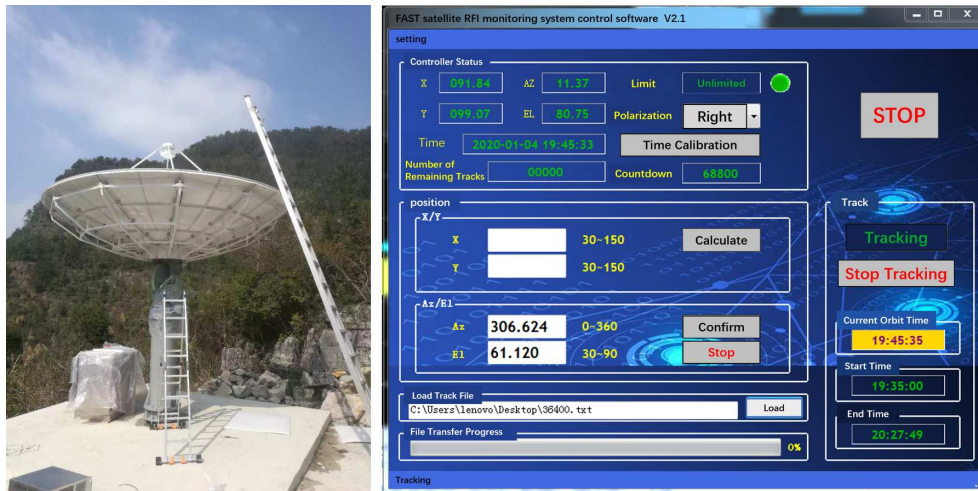 FAST satellite RFI monitoring system control software V2.1
setting
Controller Status
X 091.84 AZ 11.37 Limit Unlimited
STOP
Y 099.07 EL 80.75 Polarization Right
Time 2020-01-04 19:45:33 Time Calibration
Number of
Remaining Tracks 00000 Countdown 68800
position
X/Y
X 30~150 Calculate
Y 30~150
Az/El
Az 306.624 0~360 Confirm
El 61.120 30~90 Stop
Load Track File
C:\Users\lenovo\Desktop\36400.txt Load
File Transfer Progress
0%
Track
Tracking
Stop Tracking
Current Orbit Time
19:45:35
Start Time
19:35:00
End Time
20:27:49
Tracking